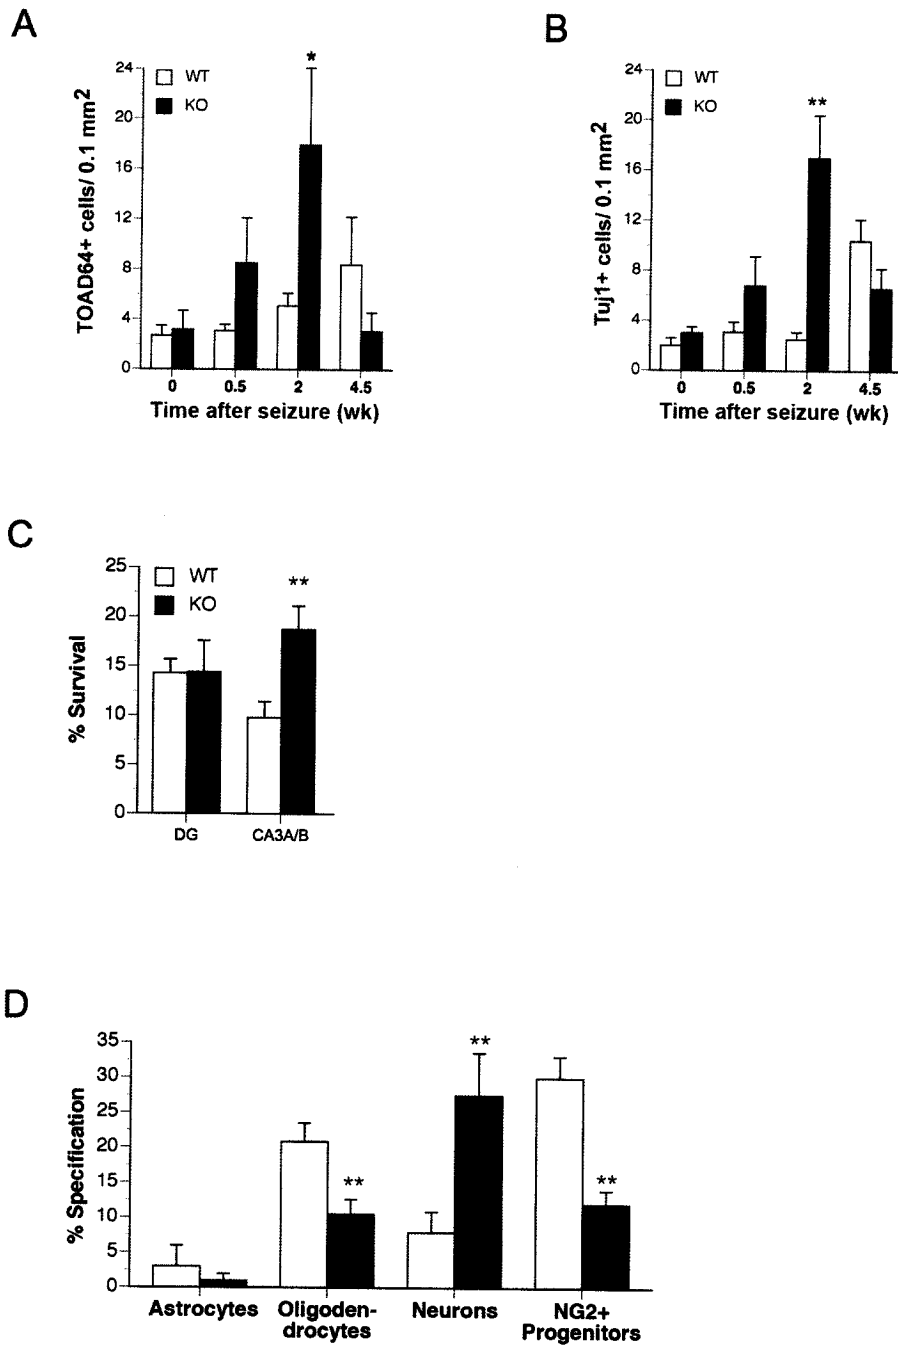 A
TOAD64+ cells/ 0.1 mm2
24
20
16
12
8
4
0
WT
KO
*
0 0.5 2 4.5
Time after seizure (wk)
B
Tuj1+ cells/ 0.1 mm2
24
20
16
12
8
4
0
WT
KO
**
0 0.5 2 4.5
Time after seizure (wk)
C
% Survival
25
20
15
10
5
0
WT
KO
**
DG CA3A/B
D
% Specification
35
30
25
20
15
10
5
0
**
**
**
Astrocytes Oligoden- Neurons NG2+
drocytes Progenitors